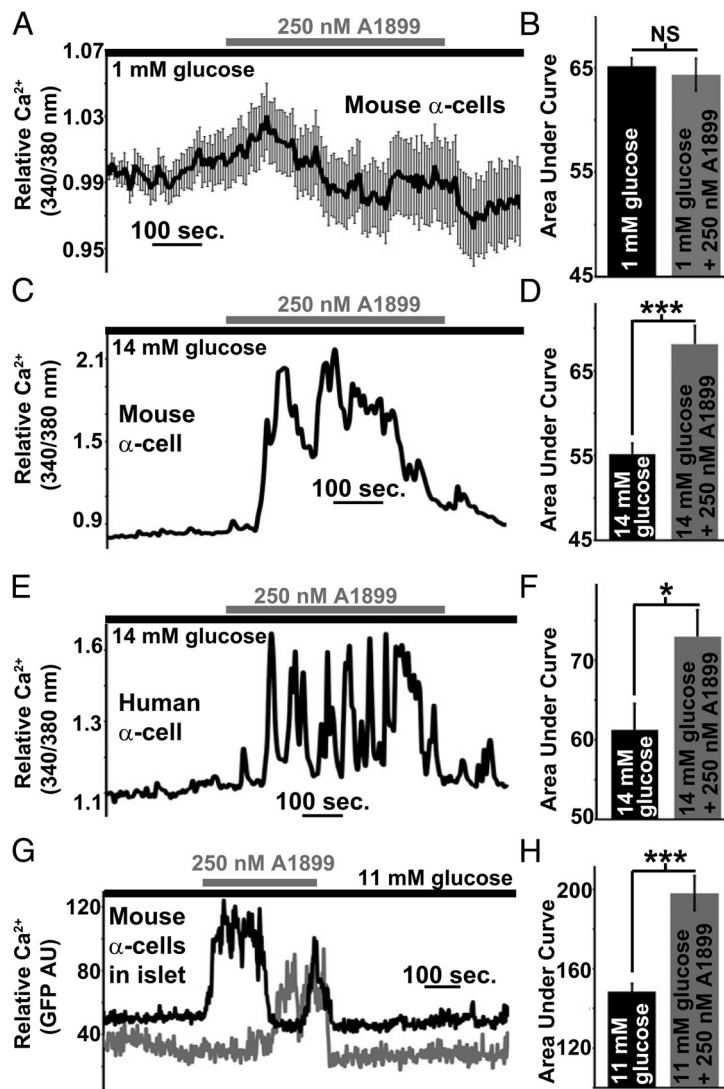 A
250 nM A1899
1.07
1 mM glucose
1.03
Mouse α-cells
0.99
0.95
100 sec.
Relative Ca²⁺
(340/380 nm)
B
NS
65
55
45
Area Under Curve
1 mM glucose
1 mM glucose
+ 250 nM A1899
C
250 nM A1899
14 mM glucose
2.1
1.5
0.9
Mouse
α-cell
100 sec.
Relative Ca²⁺
(340/380 nm)
D
***
65
55
45
Area Under Curve
14 mM
glucose
14 mM glucose
+ 250 nM A1899
E
250 nM A1899
14 mM glucose
1.6
1.3
1.1
Human
α-cell
100 sec.
Relative Ca²⁺
(340/380 nm)
F
*
70
60
50
Area Under Curve
14 mM
glucose
14 mM glucose
+ 250 nM A1899
G
250 nM A1899
11 mM glucose
120
80
40
Mouse
α-cells
in islet
100 sec.
Relative Ca²⁺
(GFP AU)
H
***
200
160
120
Area Under Curve
11 mM
glucose
11 mM glucose
+ 250 nM A1899